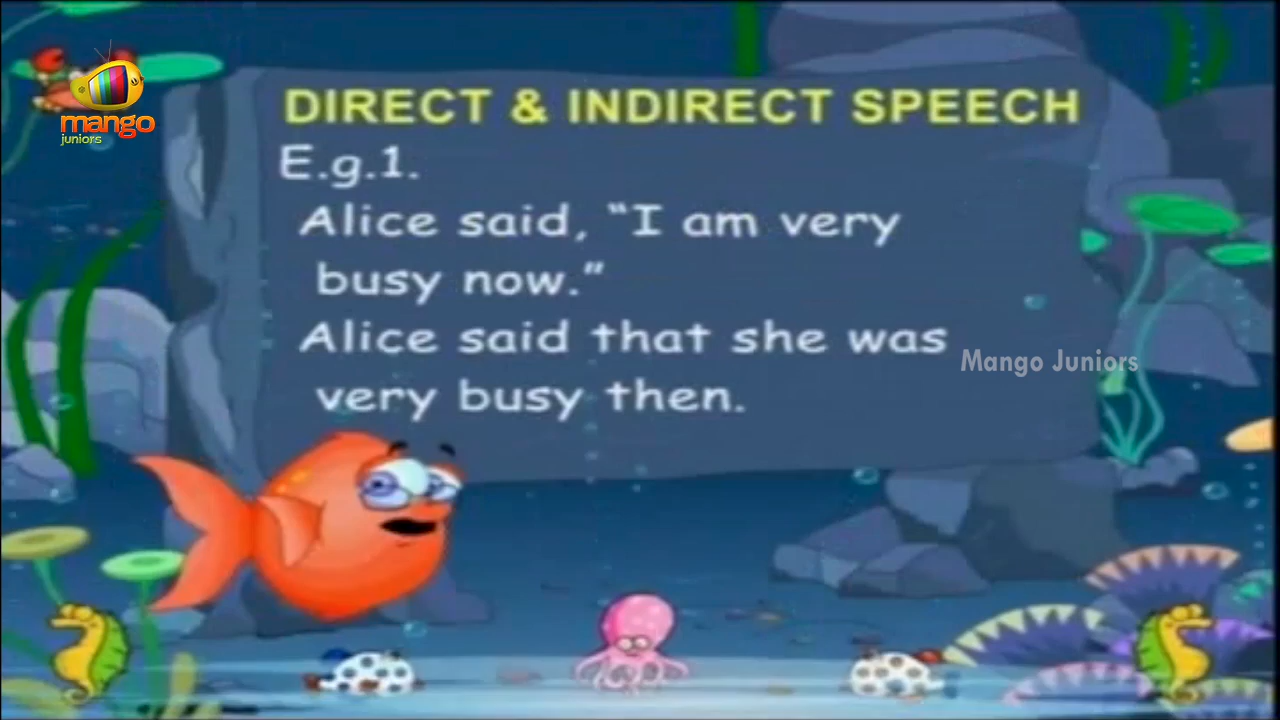 mango
juniors
DIRECT & INDIRECT SPEECH
E.g.1.
Alice said, “I am very
busy now.”
Alice said that she was
very busy then.
Mango Juniors